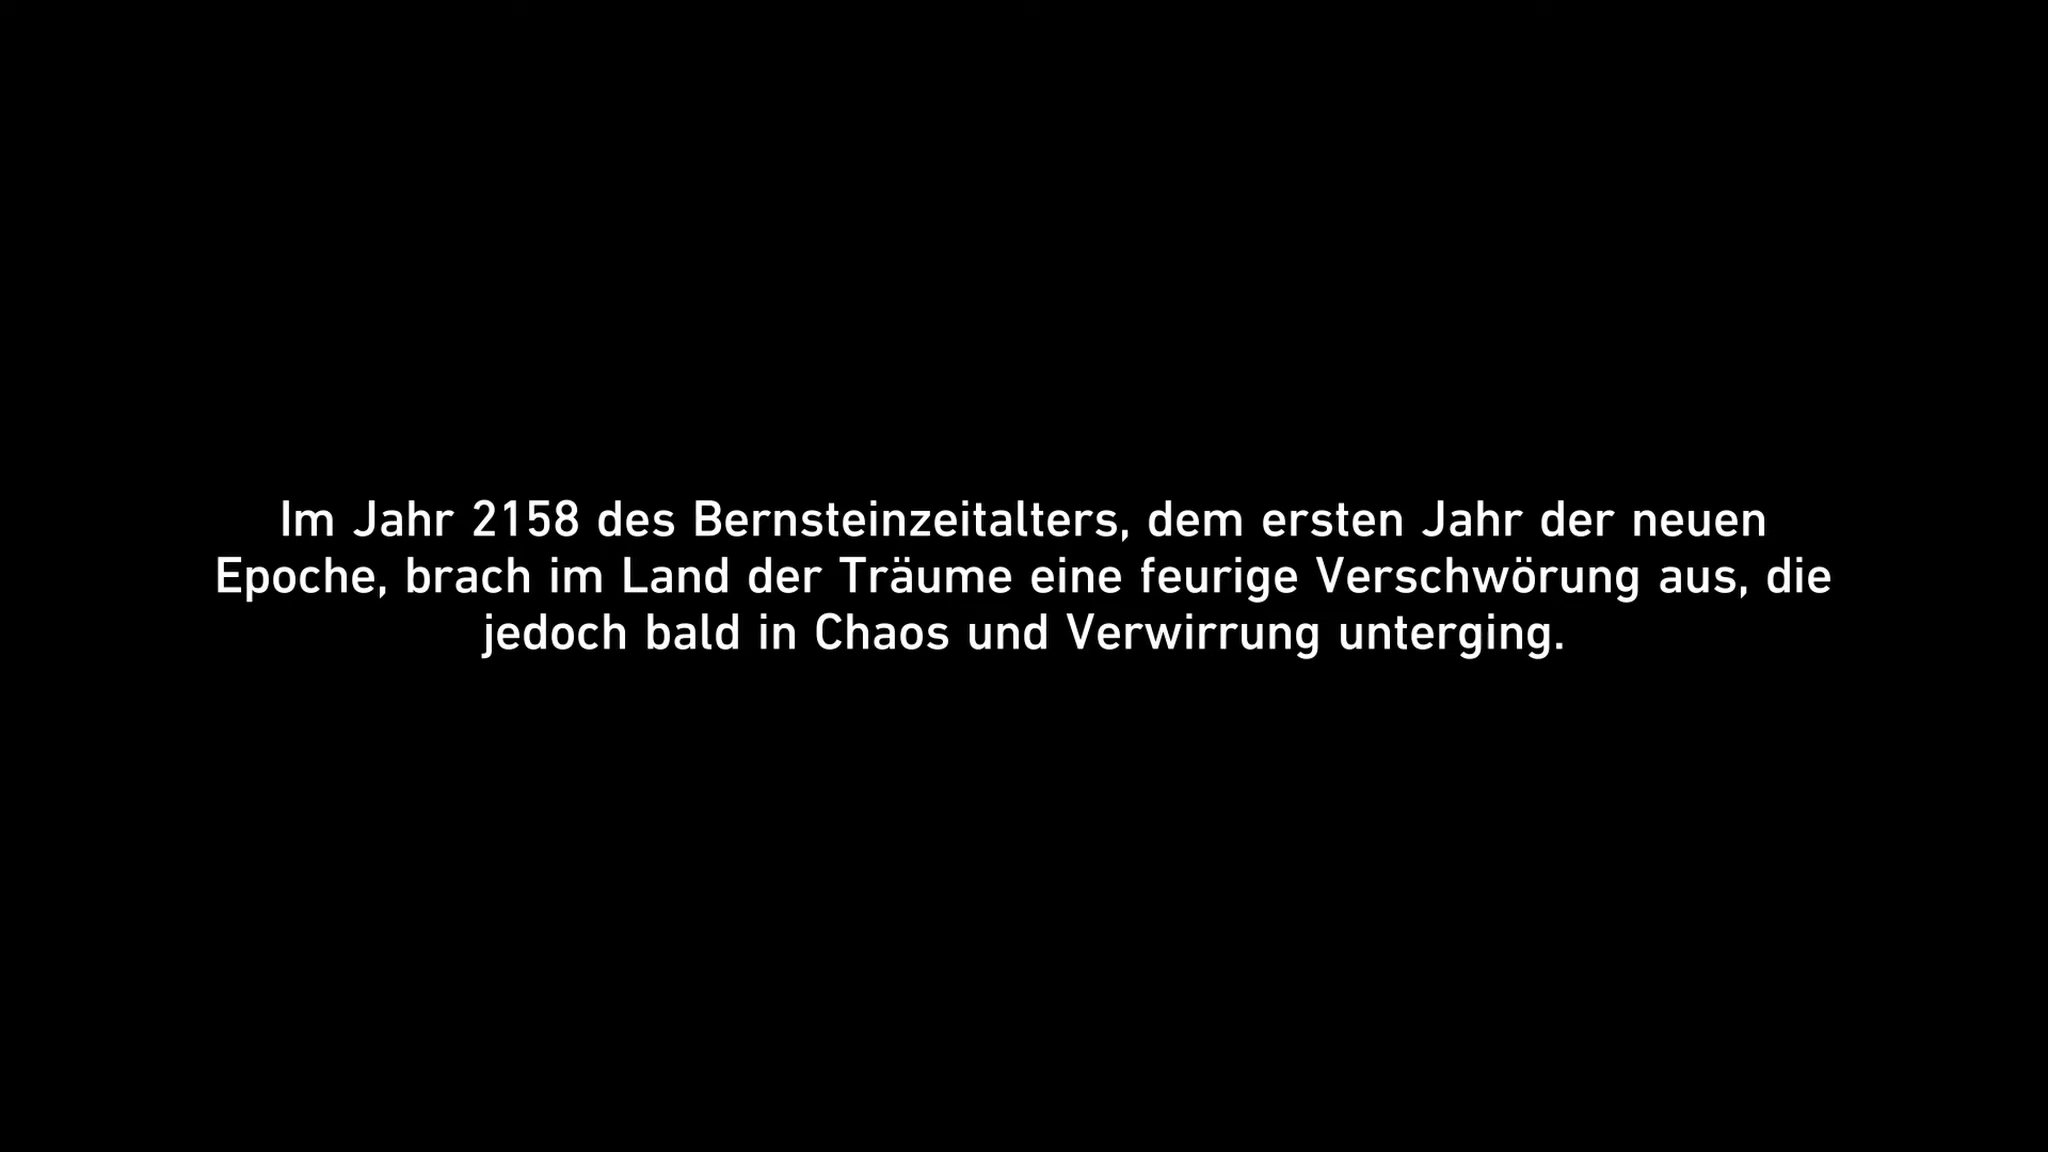 Im Jahr 2158 des Bernsteinzeitalters, dem ersten Jahr der neuen
Epoche, brach im Land der Träume eine feurige Verschwörung aus, die
jedoch bald in Chaos und Verwirrung unterging.